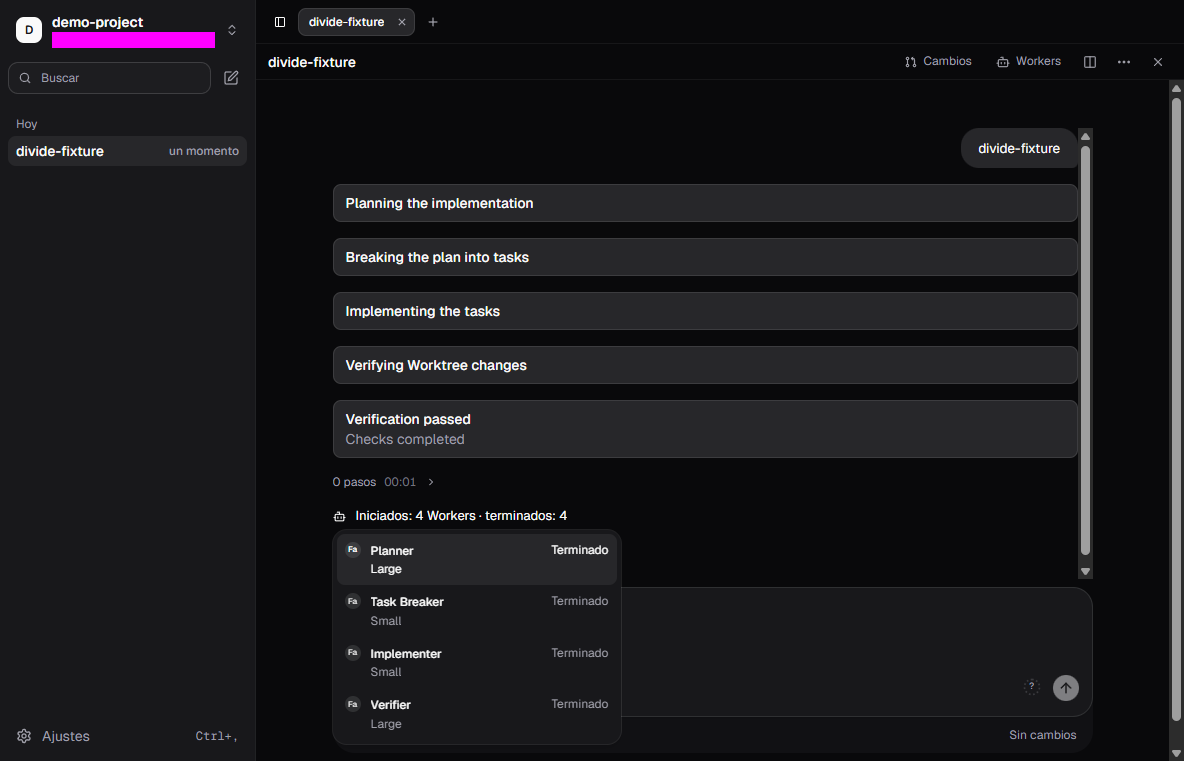 D
demo-project
Buscar
Hoy
divide-fixture
un momento
Ajustes
Ctrl+,
divide-fixture
divide-fixture
Cambios
Workers
divide-fixture
Planning the implementation
Breaking the plan into tasks
Implementing the tasks
Verifying Worktree changes
Verification passed
Checks completed
0 pasos 00:01
Iniciados: 4 Workers · terminados: 4
Fa Planner Terminado
Large
Fa Task Breaker Terminado
Small
Fa Implementer Terminado
Small
Fa Verifier Terminado
Large
?
Sin cambios